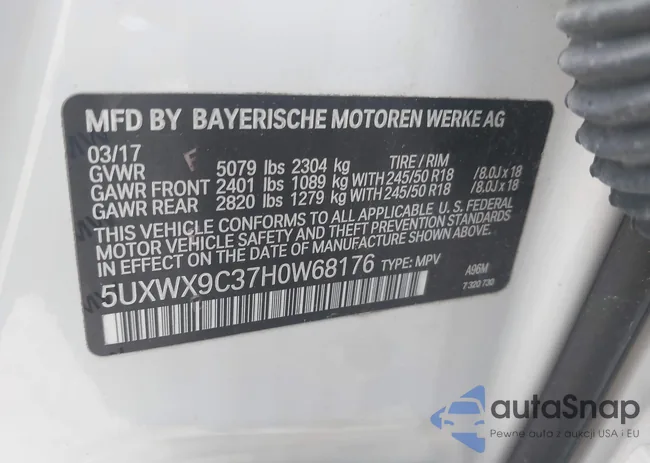 MFD BY BAYERISCHE MOTOREN WERKE AG
03/17 F
GVWR 5079 lbs 2304 kg TIRE / RIM
GAWR FRONT 2401 lbs 1089 kg WITH 245/50 R18 /8.0J x 18
GAWR REAR 2820 lbs 1279 kg WITH 245/50 R18 /8.0J x 18
THIS VEHICLE CONFORMS TO ALL APPLICABLE U. S. FEDERAL
MOTOR VEHICLE SAFETY AND THEFT PREVENTION STANDARDS
IN EFFECT ON THE DATE OF MANUFACTURE SHOWN ABOVE.
5UXWX9C37H0W68176 TYPE: MPV A96M
7 320 730
autaSnap
Pewne auta z aukcji USA i EU